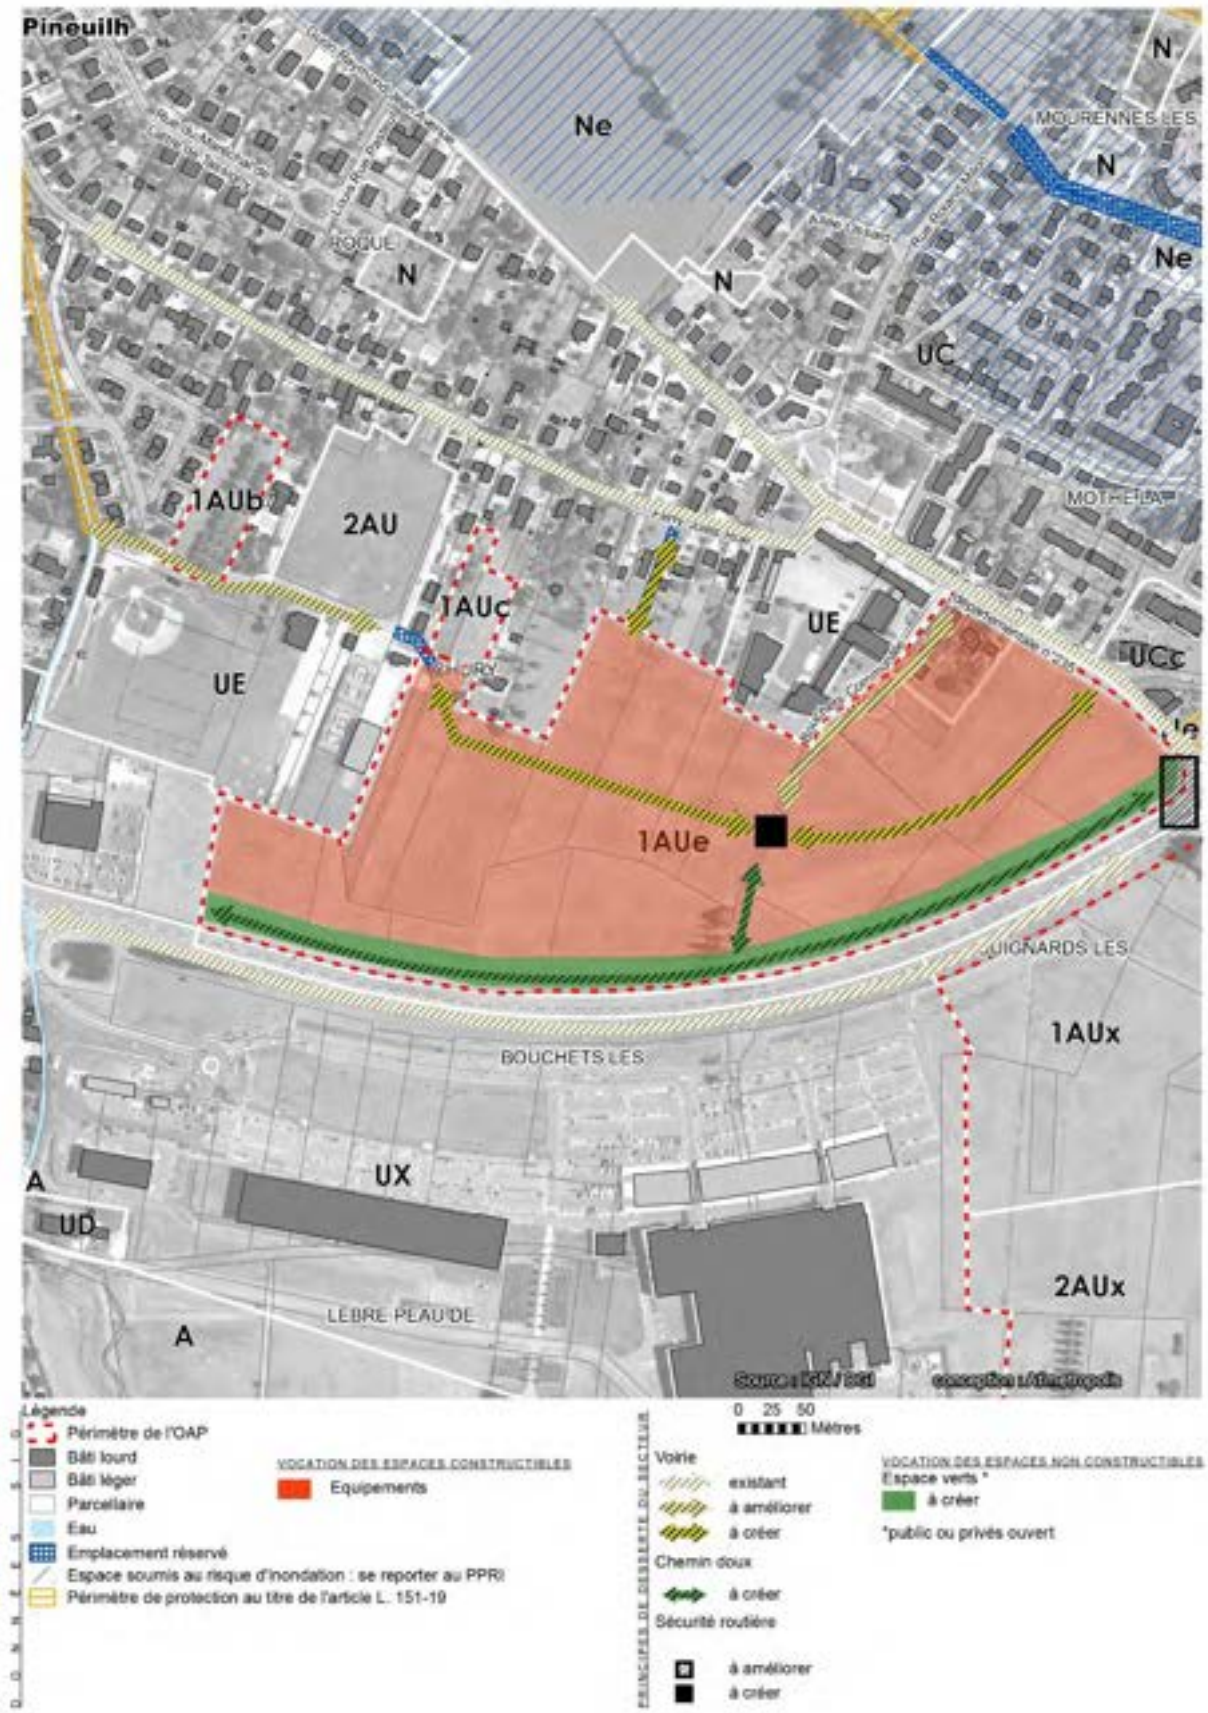 Pineuilh
N
Ne
MOURENNES LES
N
ROQUE
N
N
Ne
UC
1AUb
2AU
MOTHE LA
1AUc
UE
UCc
UE
1AUe
UIGNARDS LES
1AUx
BOUCHETS LES
UX
A
UD
2AUx
LEBRE PLAU DE
A
Source : IGN / DGI
conception : A'Émetropolis
Légende
Périmètre de l'OAP
Bâti lourd
Bâti léger
Parcellaire
Eau
Emplacement réservé
Espace soumis au risque d'inondation : se reporter au PPRI
Périmètre de protection au titre de l'article L. 151-19
VOCATION DES ESPACES CONSTRUCTIBLES
Equipements
PRINCIPES DE DESSERTE DU SECTEUR
0 25 50
Mètres
Voirie
existant
à améliorer
à créer
Chemin doux
à créer
Sécurité routière
à améliorer
à créer
VOCATION DES ESPACES NON CONSTRUCTIBLES
Espace verts *
à créer
*public ou privés ouvert